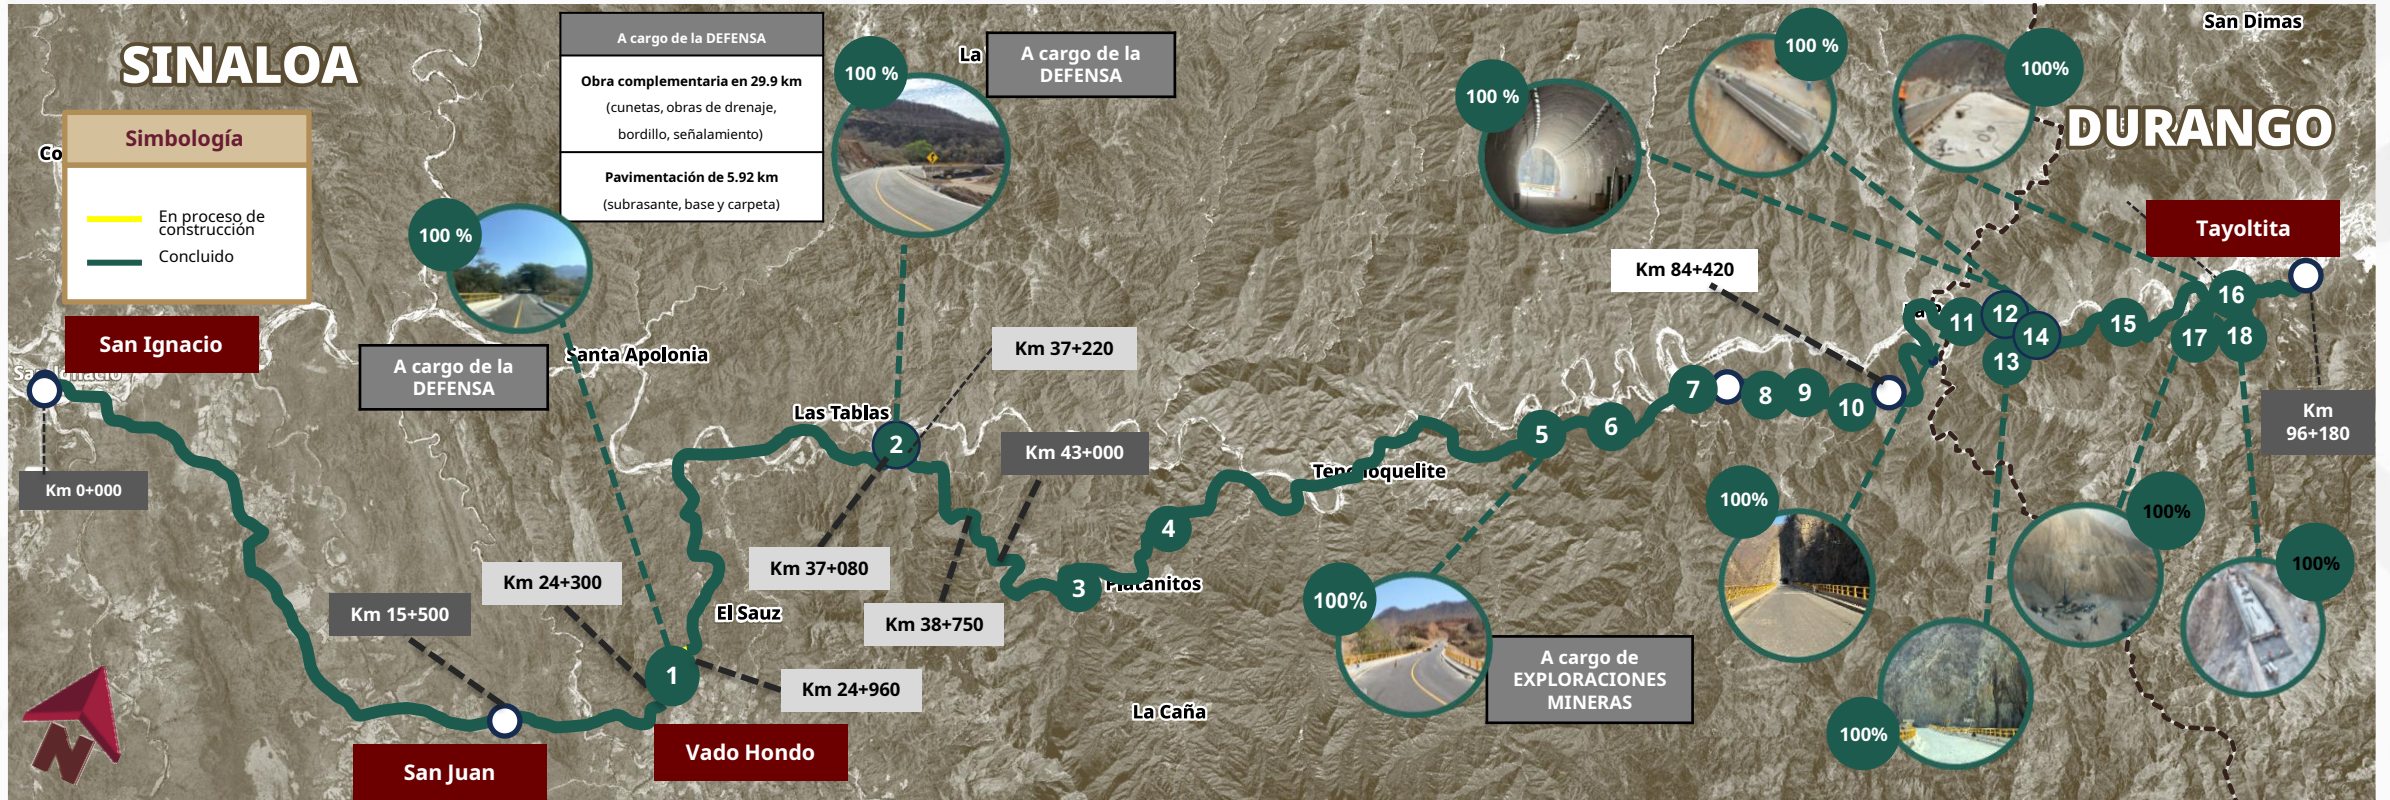 SINALOA
Simbología
En proceso de
construcción
Concluido
A cargo de la DEFENSA
Obra complementaria en 29.9 km
(cunetas, obras de drenaje,
bordillo, señalamiento)
Pavimentación de 5.92 km
(subrasante, base y carpeta)
100 %
La
A cargo de la
DEFENSA
100 %
100 %
100%
San Dimas
DURANGO
Co
100 %
San Ignacio
San Ignacio
A cargo de la
DEFENSA
Santa Apolonia
Km 37+220
Km 84+420
Tayoltita
Las Tablas
Km 0+000
Km 43+000
Km 96+180
2
7
8
9
10
11
12
13
14
15
16
17
18
5
6
Km 37+080
Km 24+300
Km 15+500
El Sauz
Km 38+750
3
4
Platanitos
1
Km 24+960
100%
A cargo de
EXPLORACIONES
MINERAS
100%
100%
100%
100%
La Caña
Vado Hondo
San Juan
N